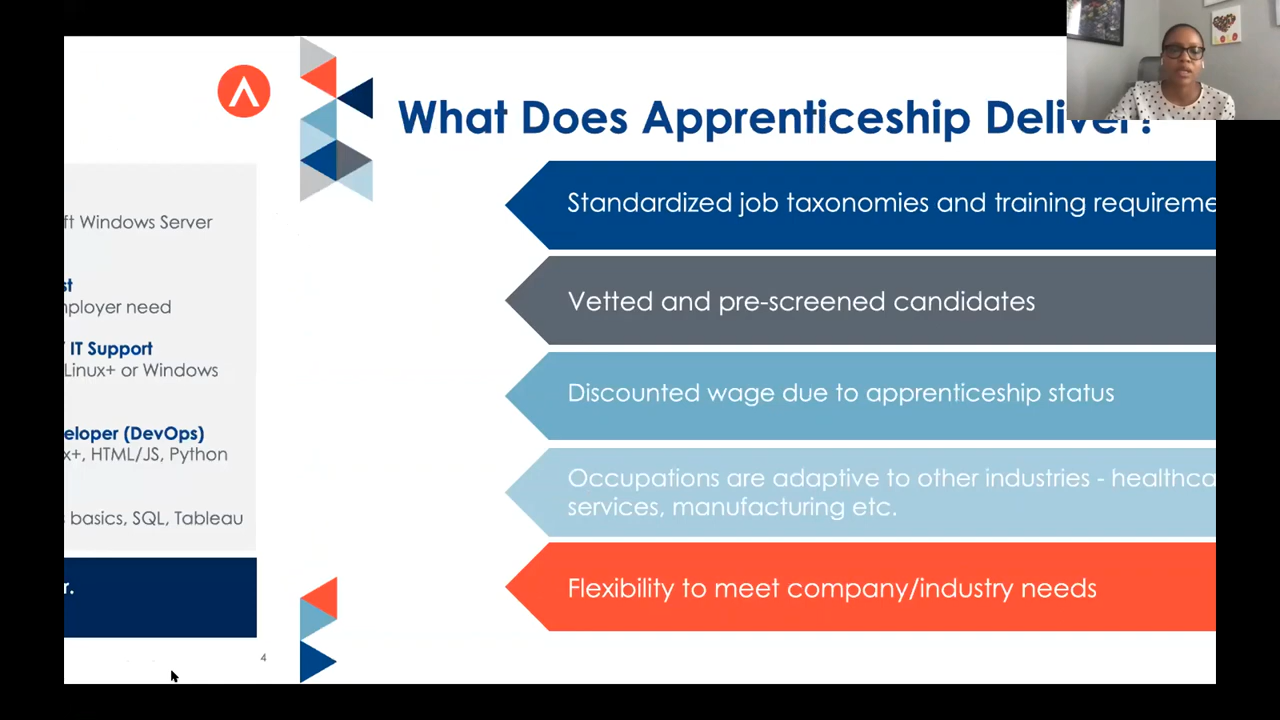 ft Windows Server
st
mployer need
IT Support
Linux+ or Windows
eloper (DevOps)
x+, HTML/JS, Python
basics, SQL, Tableau
r.
4
What Does Apprenticeship Deliver?
Standardized job taxonomies and training requireme
Vetted and pre-screened candidates
Discounted wage due to apprenticeship status
Occupations are adaptive to other industries - healthca
services, manufacturing etc.
Flexibility to meet company/industry needs